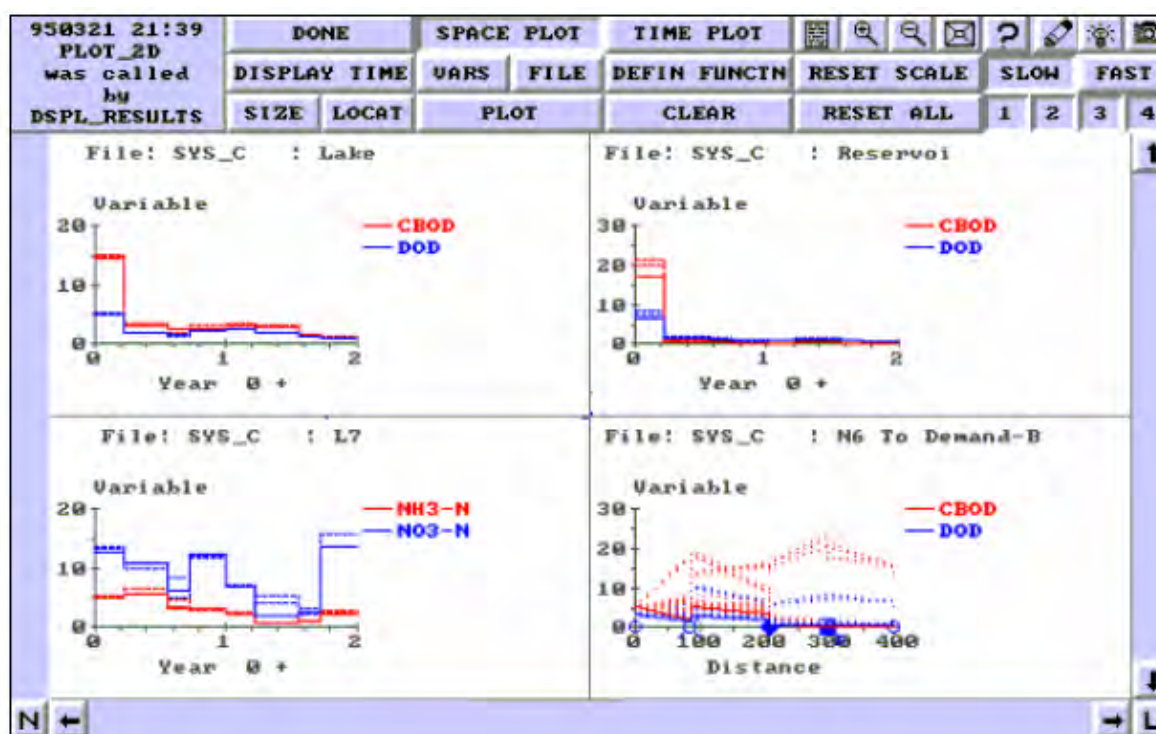 950321 21:39
PLOT_2D
was called
by
DSPL_RESULTS
DONE SPACE PLOT TIME PLOT ?
DISPLAY TIME VARS FILE DEFIN FUNCTN RESET SCALE SLOW FAST
SIZE LOCAT PLOT CLEAR RESET ALL 1 2 3 4
File: SYS_C : Lake
Variable
CBOD
DOD
20
10
0
0 1 2
Year 0 +
File: SYS_C : Reservoi
Variable
CBOD
DOD
30
20
10
0
0 1 2
Year 0 +
File: SYS_C : L7
Variable
NH3-N
NO3-N
20
10
0
0 1 2
Year 0 +
File: SYS_C : N6 To Demand-B
Variable
CBOD
DOD
30
20
10
0
0 100 200 300 400
Distance
N L